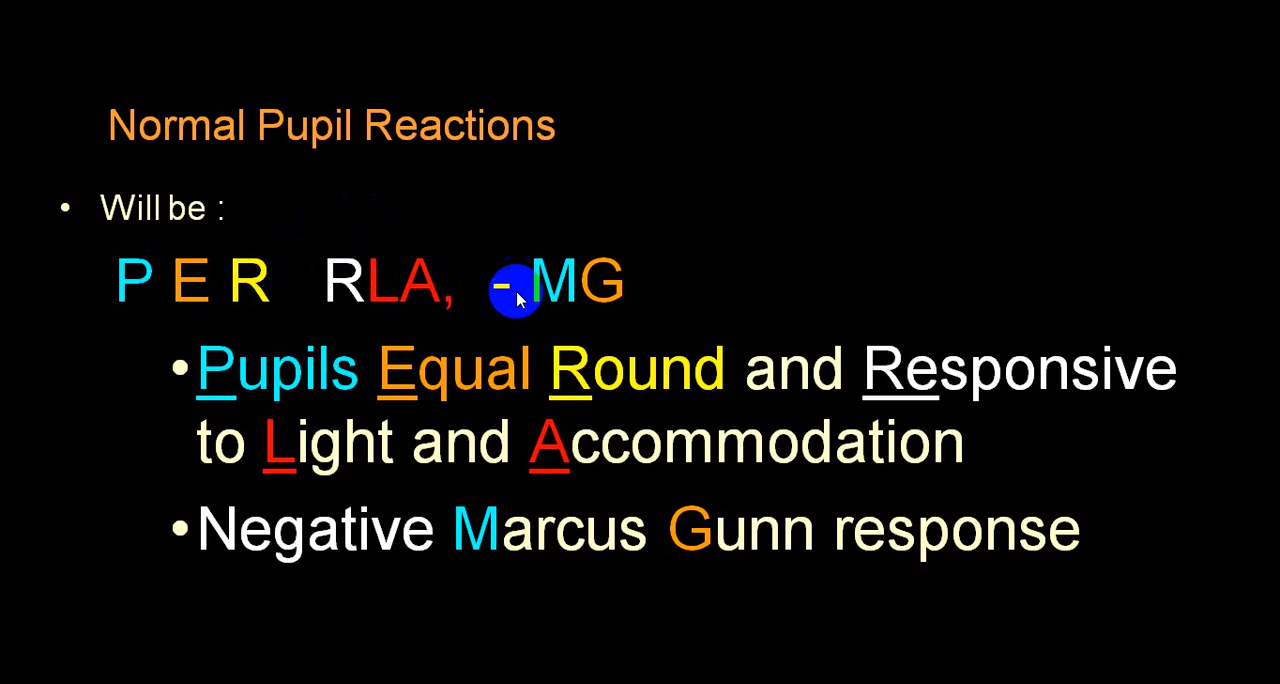 Normal Pupil Reactions
• Will be :
P E R RLA, - MG
•Pupils Equal Round and Responsive
to Light and Accommodation
•Negative Marcus Gunn response